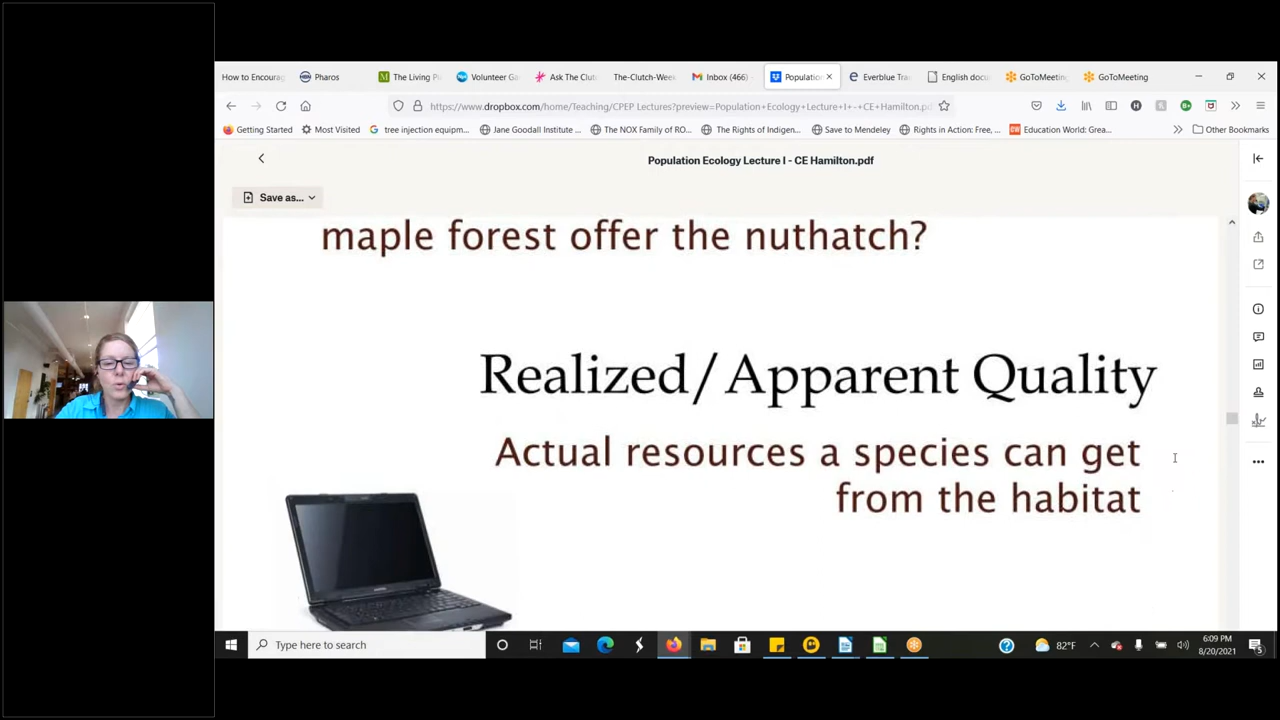 How to Encourag
Pharos
The Living P
Volunteer Ga
Ask The Clut
The-Clutch-Week
Inbox (466)
Population
Everblue Tra
English docu
GoToMeeting
GoToMeeting
https://www.dropbox.com/home/Teaching/CPEP Lectures?preview=Population+Ecology+Lecture+I+-+CE+Hamilton.pd
Getting Started
Most Visited
tree injection equipm...
Jane Goodall Institute ...
The NOX Family of RO...
The Rights of Indigen...
Save to Mendeley
Rights in Action: Free, ...
Education World: Grea...
Other Bookmarks
Population Ecology Lecture I - CE Hamilton.pdf
Save as...
maple forest offer the nuthatch?
Realized/Apparent Quality
Actual resources a species can get
from the habitat
Type here to search
82°F
6:09 PM
8/20/2021